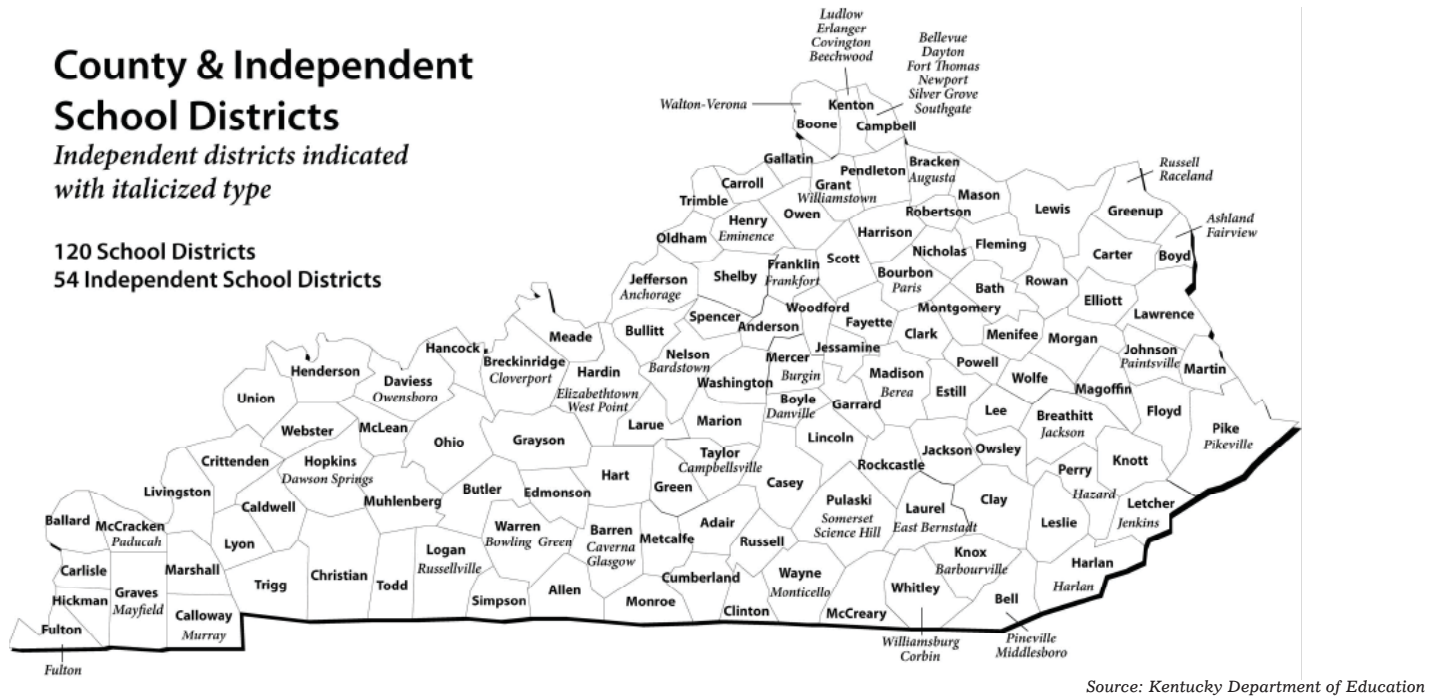 County & Independent
School Districts
Independent districts indicated
with italicized type
120 School Districts
54 Independent School Districts
Ludlow
Erlanger
Covington
Beechwood
Bellevue
Dayton
Fort Thomas
Newport
Silver Grove
Southgate
Walton-Verona
Kenton
Boone
Campbell
Gallatin
Pendleton
Bracken
Augusta
Russell
Raceland
Carroll
Grant
Williamstown
Mason
Trimble
Owen
Robertson
Lewis
Greenup
Henry
Eminence
Ashland
Fairview
Oldham
Harrison
Nicholas
Fleming
Carter
Boyd
Jefferson
Anchorage
Shelby
Franklin
Frankfort
Scott
Bourbon
Paris
Bath
Rowan
Elliott
Woodford
Montgomery
Lawrence
Spencer
Anderson
Fayette
Clark
Menifee
Morgan
Bullitt
Meade
Hancock
Breckinridge
Cloverport
Nelson
Bardstown
Mercer
Burgin
Jessamine
Johnson
Paintsville
Martin
Henderson
Daviess
Owensboro
Hardin
Elizabethtown
West Point
Washington
Madison
Berea
Powell
Wolfe
Magoffin
Estill
Union
Boyle
Danville
Garrard
Lee
Breathitt
Jackson
Floyd
Pike
Pikeville
Webster
McLean
Ohio
Grayson
Larue
Marion
Lincoln
Jackson
Owsley
Crittenden
Hopkins
Dawson Springs
Taylor
Campbellsville
Rockcastle
Perry
Hazard
Knott
Livingston
Caldwell
Muhlenberg
Butler
Edmonson
Hart
Green
Casey
Pulaski
Somerset
Science Hill
Laurel
East Bernstadt
Clay
Leslie
Letcher
Jenkins
Ballard
McCracken
Paducah
Lyon
Warren
Bowling Green
Barren
Caverna
Glasgow
Metcalfe
Adair
Russell
Logan
Russellville
Knox
Barbourville
Harlan
Harlan
Carlisle
Graves
Mayfield
Marshall
Trigg
Christian
Todd
Simpson
Allen
Monroe
Cumberland
Clinton
Wayne
Monticello
McCreary
Whitley
Bell
Hickman
Calloway
Murray
Fulton
Fulton
Williamsburg
Corbin
Pineville
Middlesboro
Source: Kentucky Department of Education